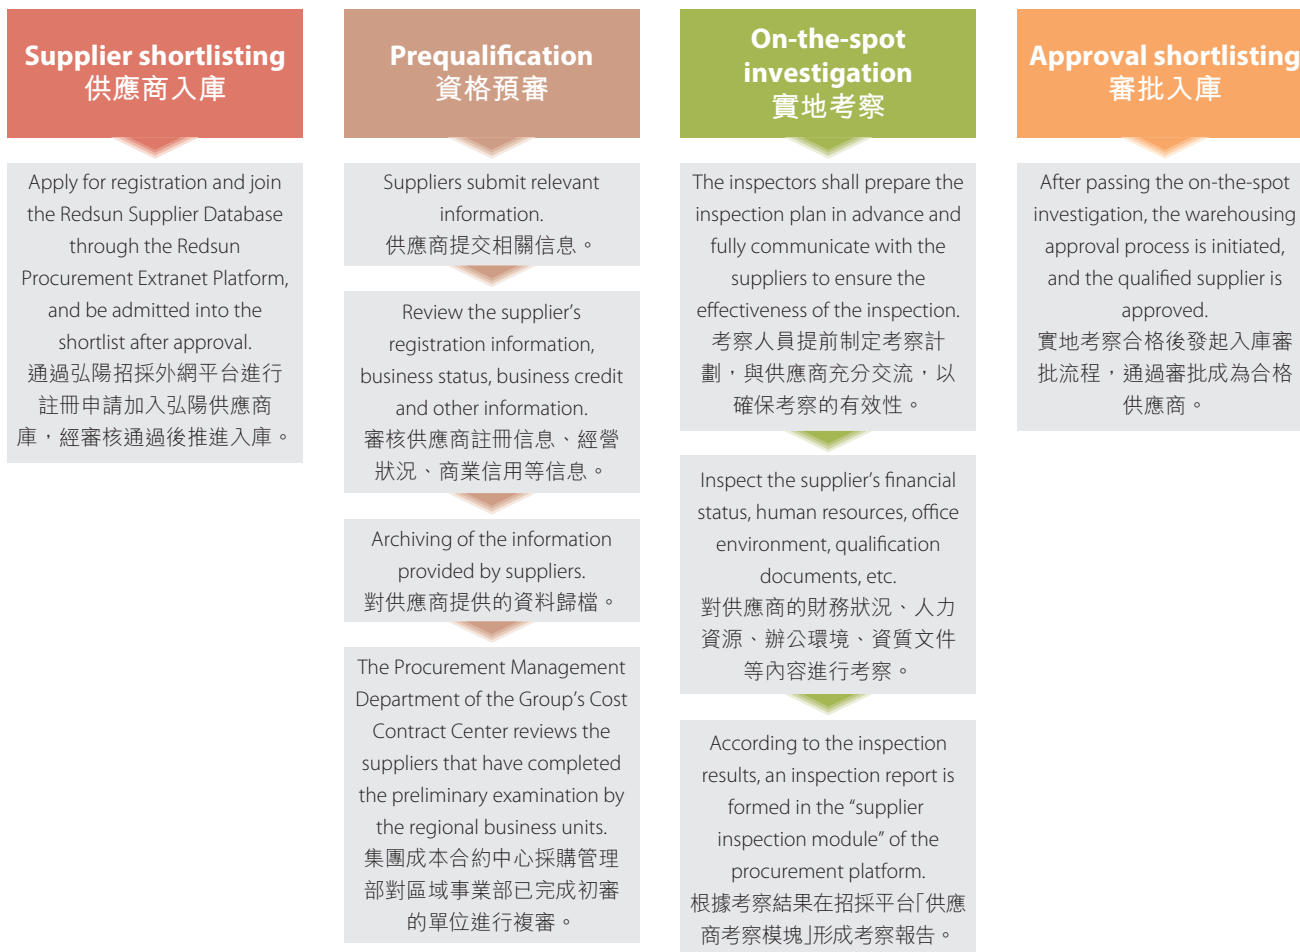 Supplier shortlisting
供應商入庫
Apply for registration and join
the Redsun Supplier Database
through the Redsun
Procurement Extranet Platform,
and be admitted into the
shortlist after approval.
通過弘陽招採外網平台進行
註冊申請加入弘陽供應商
庫，經審核通過後推進入庫。
Prequalification
資格預審
Suppliers submit relevant
information.
供應商提交相關信息。
Review the supplier’s
registration information,
business status, business credit
and other information.
審核供應商註冊信息、經營
狀況、商業信用等信息。
Archiving of the information
provided by suppliers.
對供應商提供的資料歸檔。
The Procurement Management
Department of the Group’s Cost
Contract Center reviews the
suppliers that have completed
the preliminary examination by
the regional business units.
集團成本合約中心採購管理
部對區域事業部已完成初審
的單位進行複審。
On-the-spot
investigation
實地考察
The inspectors shall prepare the
inspection plan in advance and
fully communicate with the
suppliers to ensure the
effectiveness of the inspection.
考察人員提前制定考察計
劃，與供應商充分交流，以
確保考察的有效性。
Inspect the supplier’s financial
status, human resources, office
environment, qualification
documents, etc.
對供應商的財務狀況、人力
資源、辦公環境、資質文件
等內容進行考察。
According to the inspection
results, an inspection report is
formed in the “supplier
inspection module” of the
procurement platform.
根據考察結果在招採平台「供應
商考察模塊」形成考察報告。
Approval shortlisting
審批入庫
After passing the on-the-spot
investigation, the warehousing
approval process is initiated,
and the qualified supplier is
approved.
實地考察合格後發起入庫審
批流程，通過審批成為合格
供應商。